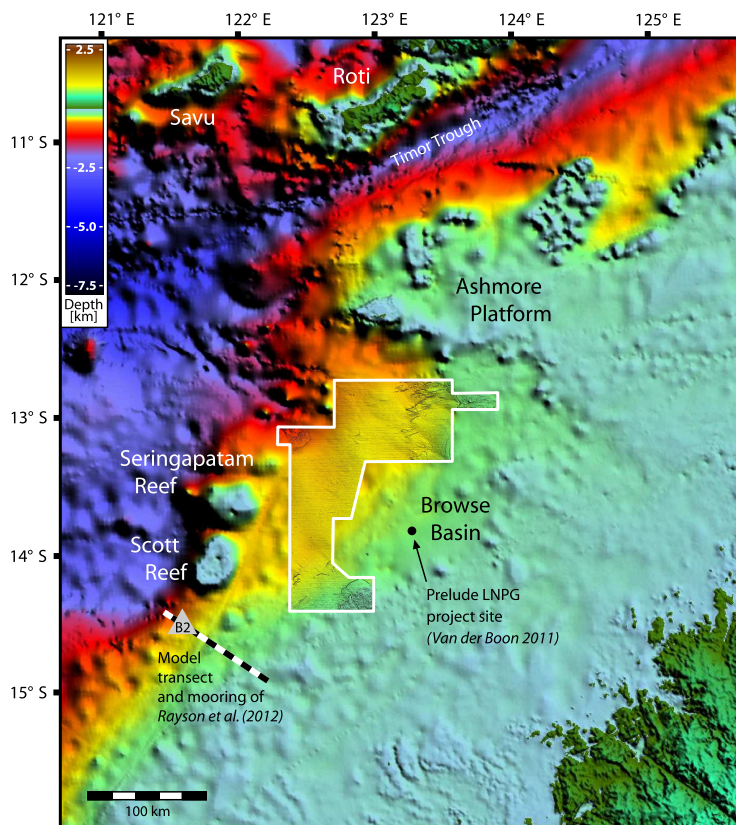 121° E 122° E 123° E 124° E 125° E
2.5
-2.5
-5.0
-7.5
Depth
[km]
11° S
12° S
13° S
14° S
15° S
Roti
Savu
Timor Trough
Ashmore
Platform
Seringapatam
Reef
Scott
Reef
Browse
Basin
Prelude LNPG
project site
(Van der Boon 2011)
B2
Model
transect
and mooring of
Rayson et al. (2012)
100 km